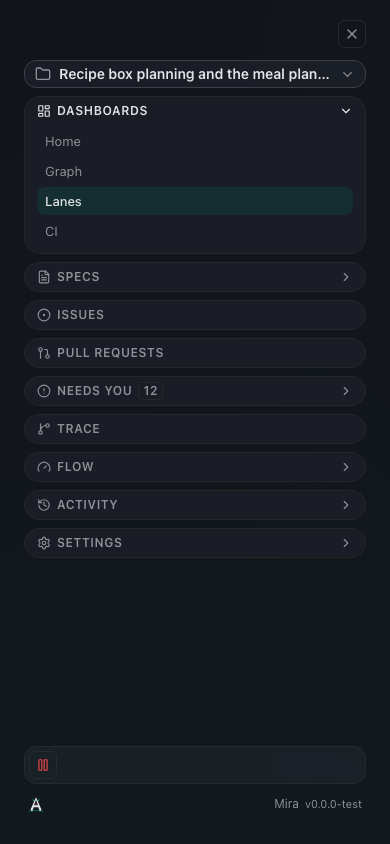 Recipe box planning and the meal plan...
DASHBOARDS
Home
Graph
Lanes
CI
SPECS
ISSUES
PULL REQUESTS
NEEDS YOU 12
TRACE
FLOW
ACTIVITY
SETTINGS
Mira v0.0.0-test